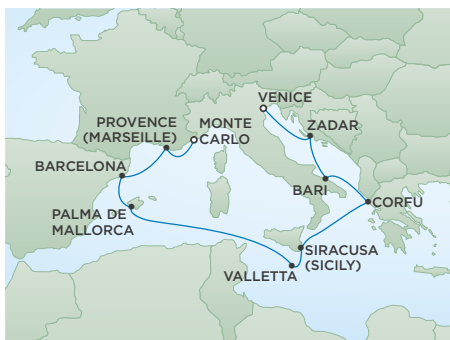 VENICE
PROVENCE
(MARSEILLE)
MONTE
CARLO
ZADAR
BARCELONA
BARI
CORFU
PALMA DE
MALLORCA
SIRACUSA
(SICILY)
VALLETTA